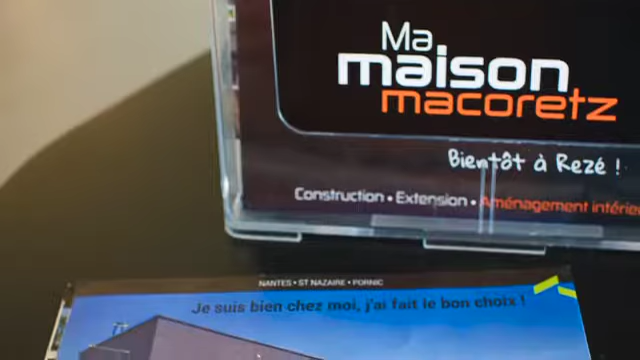 Ma
maison
macoretz
Bientôt à Rezé !
Construction • Extension • Aménagement intérie
NANTES • ST NAZAIRE • PORNIC
Je suis bien chez moi, j'ai fait le bon choix !